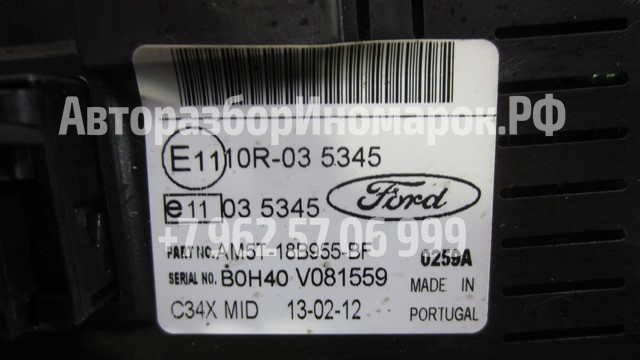 АвторазборИномарок.РФ
E11 10R-03 5345
e11 03 5345
Ford
+7 962 57 06 999
PART NO. AM5T-18B955-BF 0259A
SERIAL NO. B0H40 V081559 MADE IN
C34X MID 13-02-12 PORTUGAL